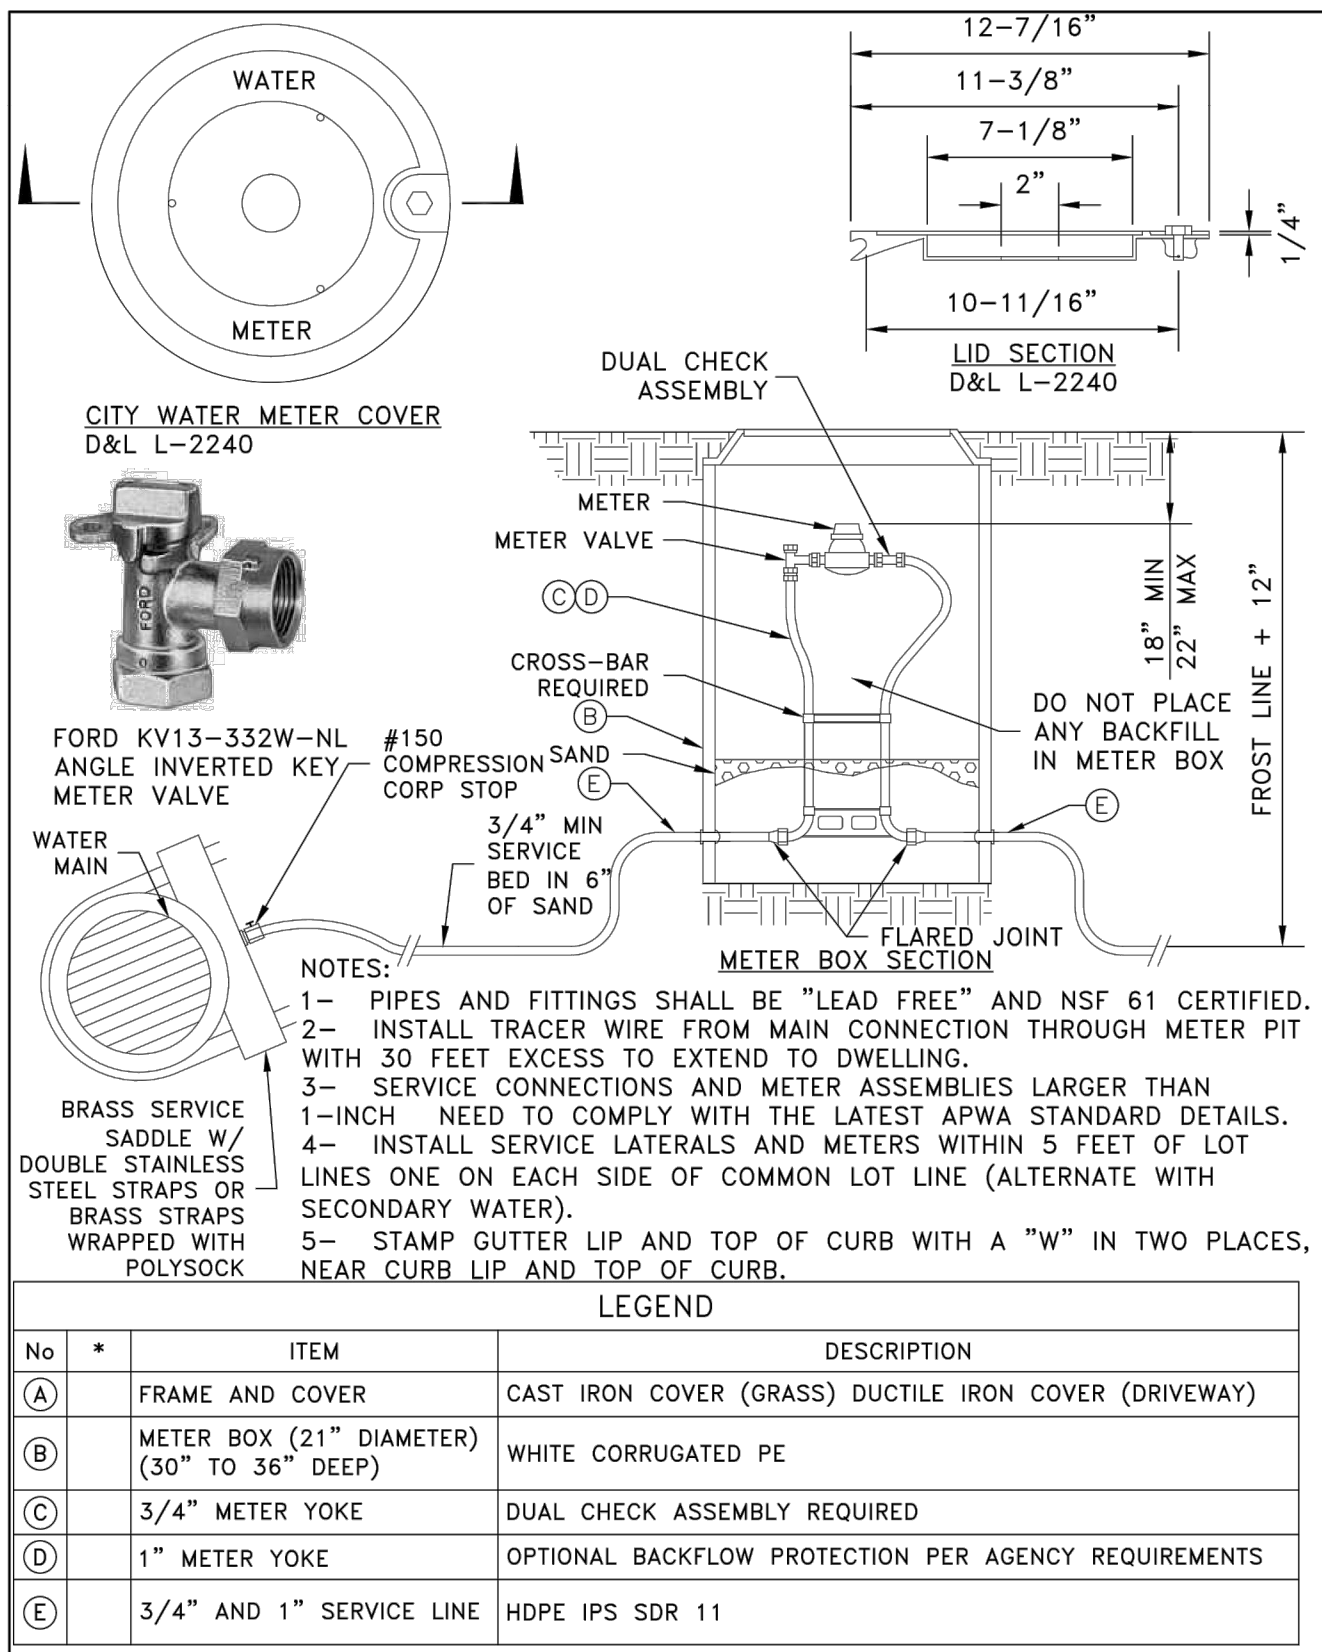 WATER
METER
CITY WATER METER COVER
D&L L-2240
12-7/16"
11-3/8"
7-1/8"
2"
1/4"
10-11/16"
LID SECTION
D&L L-2240
FORD
FORD KV13-332W-NL
ANGLE INVERTED KEY
METER VALVE
DUAL CHECK
ASSEMBLY
METER
METER VALVE
C D
CROSS-BAR
REQUIRED
B
SAND
E
#150
COMPRESSION
CORP STOP
3/4" MIN
SERVICE
BED IN 6"
OF SAND
18" MIN
22" MAX
FROST LINE + 12"
DO NOT PLACE
ANY BACKFILL
IN METER BOX
E
FLARED JOINT
METER BOX SECTION
WATER
MAIN
BRASS SERVICE
SADDLE W/
DOUBLE STAINLESS
STEEL STRAPS OR
BRASS STRAPS
WRAPPED WITH
POLYSOCK
NOTES:
1- PIPES AND FITTINGS SHALL BE "LEAD FREE" AND NSF 61 CERTIFIED.
2- INSTALL TRACER WIRE FROM MAIN CONNECTION THROUGH METER PIT
WITH 30 FEET EXCESS TO EXTEND TO DWELLING.
3- SERVICE CONNECTIONS AND METER ASSEMBLIES LARGER THAN
1-INCH NEED TO COMPLY WITH THE LATEST APWA STANDARD DETAILS.
4- INSTALL SERVICE LATERALS AND METERS WITHIN 5 FEET OF LOT
LINES ONE ON EACH SIDE OF COMMON LOT LINE (ALTERNATE WITH
SECONDARY WATER).
5- STAMP GUTTER LIP AND TOP OF CURB WITH A "W" IN TWO PLACES,
NEAR CURB LIP AND TOP OF CURB.
LEGEND
No * ITEM DESCRIPTION
A FRAME AND COVER CAST IRON COVER (GRASS) DUCTILE IRON COVER (DRIVEWAY)
B METER BOX (21" DIAMETER)
(30" TO 36" DEEP) WHITE CORRUGATED PE
C 3/4" METER YOKE DUAL CHECK ASSEMBLY REQUIRED
D 1" METER YOKE OPTIONAL BACKFLOW PROTECTION PER AGENCY REQUIREMENTS
E 3/4" AND 1" SERVICE LINE HDPE IPS SDR 11